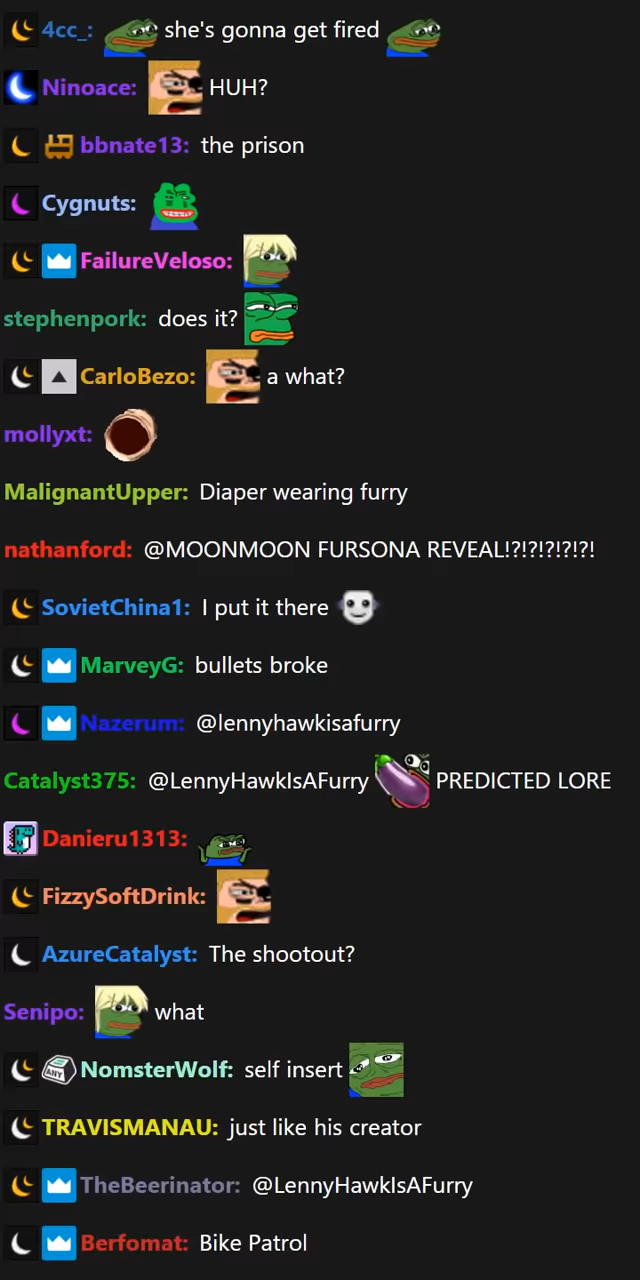 4cc_: she's gonna get fired
Ninoace: HUH?
bbnate13: the prison
Cygnuts:
FailureVeloso:
stephenpork: does it?
CarloBezo: a what?
mollyxt:
MalignantUpper: Diaper wearing furry
nathanford: @MOONMOON FURSONA REVEAL!?!?!?!?!?!
SovietChina1: I put it there
MarveyG: bullets broke
Nazerum: @lennyhawkisafurry
Catalyst375: @LennyHawkIsAFurry PREDICTED LORE
Danieru1313:
FizzySoftDrink:
AzureCatalyst: The shootout?
Senipo: what
ANY NomsterWolf: self insert
TRAVISMANAU: just like his creator
TheBeerinator: @LennyHawkIsAFurry
Berfomat: Bike Patrol